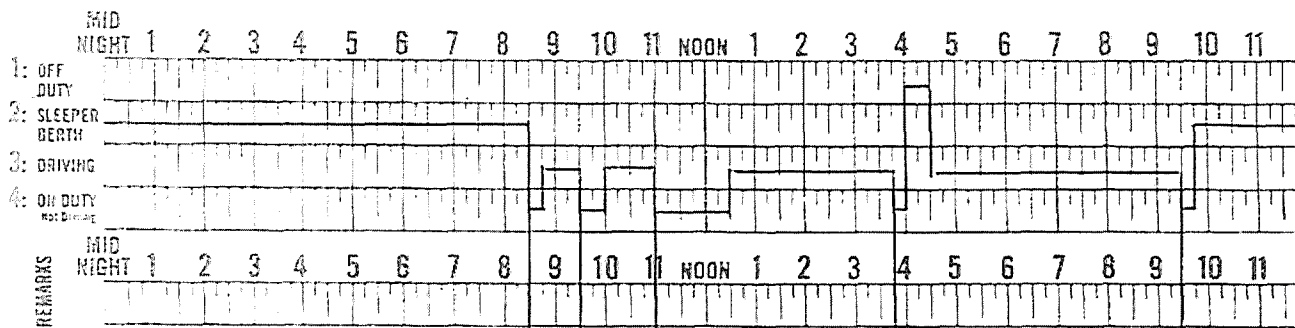 MID
NIGHT 1 2 3 4 5 6 7 8 9 10 11 NOON 1 2 3 4 5 6 7 8 9 10 11
1: OFF
DUTY
2: SLEEPER
BERTH
3: DRIVING
4: ON DUTY
Not Driving
MID
NIGHT 1 2 3 4 5 6 7 8 9 10 11 NOON 1 2 3 4 5 6 7 8 9 10 11
REMARKS